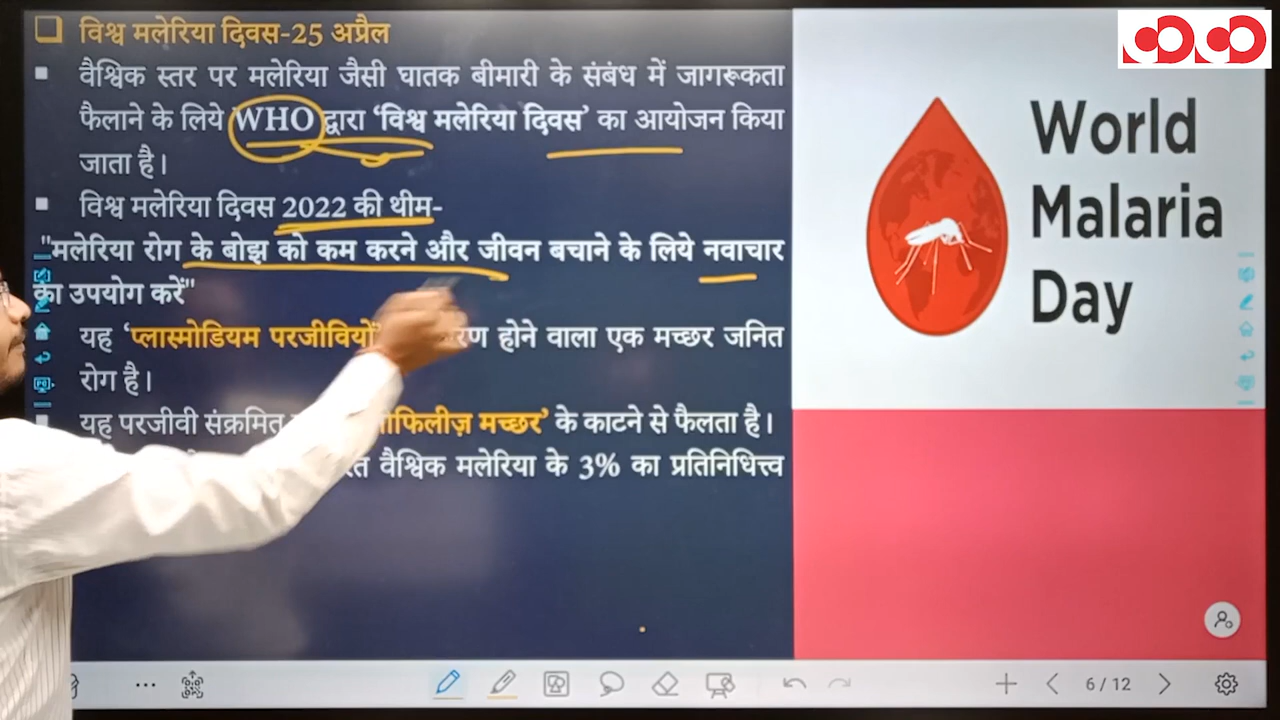 विश्व मलेरिया दिवस-25 अप्रैल
वैश्विक स्तर पर मलेरिया जैसी घातक बीमारी के संबंध में जागरूकता
फैलाने के लिये WHO द्वारा 'विश्व मलेरिया दिवस' का आयोजन किया
जाता है।
विश्व मलेरिया दिवस 2022 की थीम-
"मलेरिया रोग के बोझ को कम करने और जीवन बचाने के लिये नवाचार
का उपयोग करें"
यह 'प्लास्मोडियम परजीवियों होने वाला एक मच्छर जनित
रोग है।
यह परजीवी संक्रमित मच्छर' के काटने से फैलता है।
वैश्विक मलेरिया के 3% का प्रतिनिधित्त्व
World
Malaria
Day
6 / 12